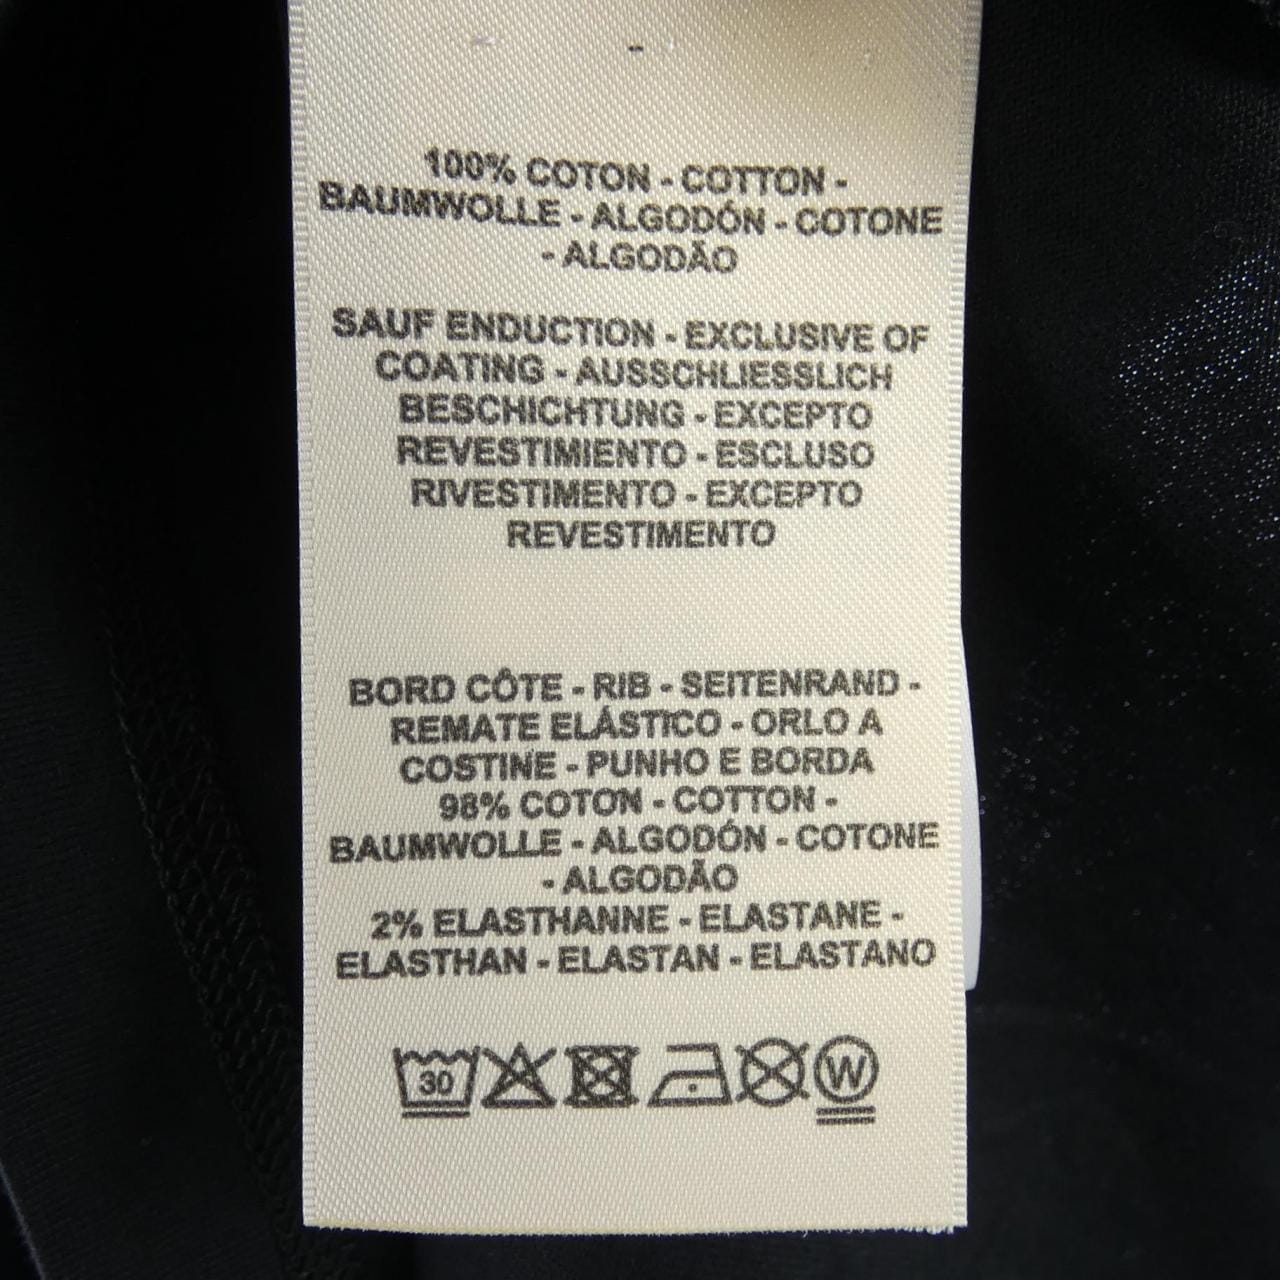 100% COTON - COTTON -
BAUMWOLLE - ALGODÓN - COTONE
- ALGODÃO
SAUF ENDUCTION - EXCLUSIVE OF
COATING - AUSSCHLIESSLICH
BESCHICHTUNG - EXCEPTO
REVESTIMIENTO - ESCLUSO
RIVESTIMENTO - EXCEPTO
REVESTIMENTO
BORD CÔTE - RIB - SEITENRAND -
REMATE ELÁSTICO - ORLO A
COSTINE - PUNHO E BORDA
98% COTON - COTTON -
BAUMWOLLE - ALGODÓN - COTONE
- ALGODÃO
2% ELASTHANNE - ELASTANE -
ELASTHAN - ELASTAN - ELASTANO
30 W